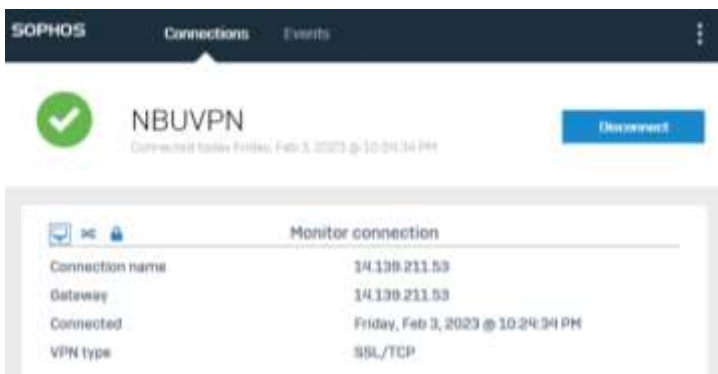 SOPHOS Connections Events
NBUVPN
Disconnect
Connected today Friday, Feb 3, 2023 @ 10:24:34 PM
Monitor connection
Connection name 14.139.211.53
Gateway 14.139.211.53
Connected Friday, Feb 3, 2023 @ 10:24:34 PM
VPN type SSL/TCP